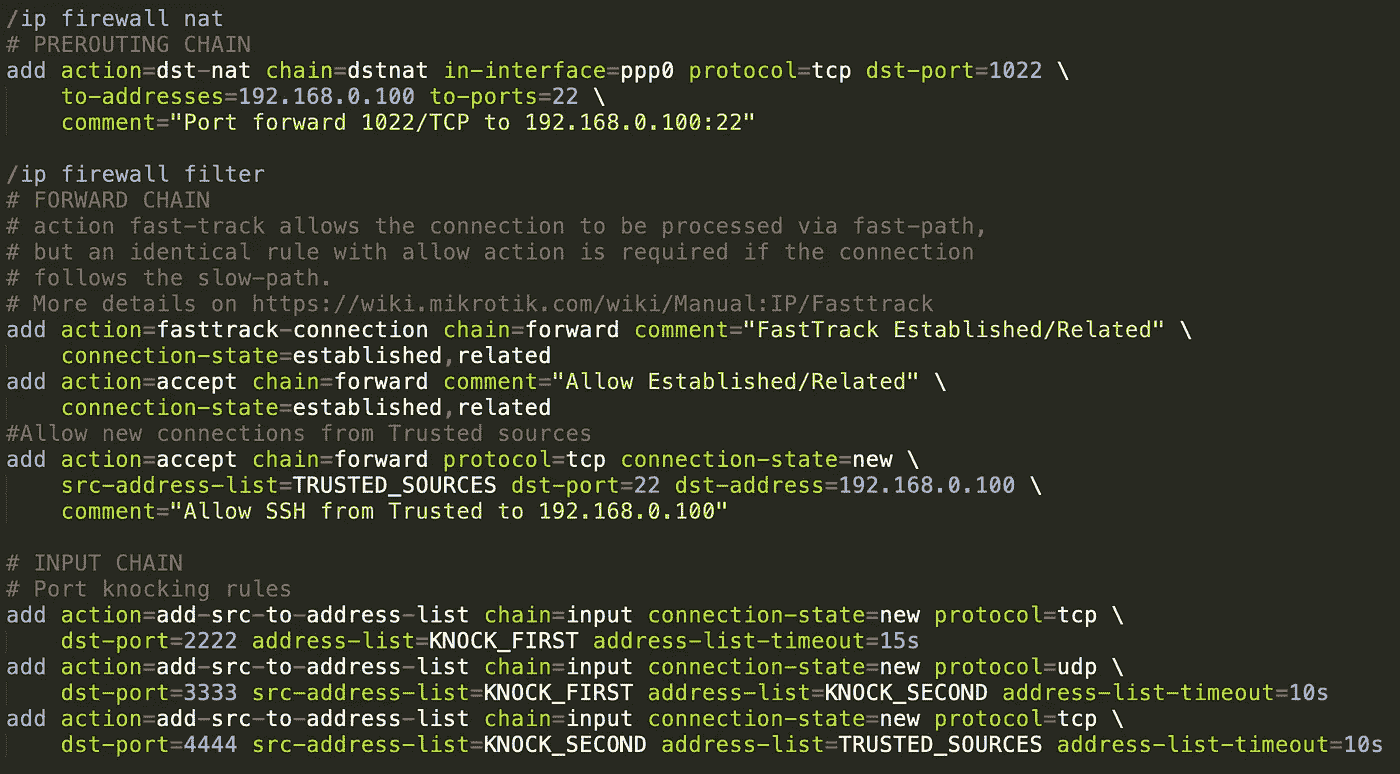 /ip firewall nat
# PREROUTING CHAIN
add action=dst-nat chain=dstnat in-interface=ppp0 protocol=tcp dst-port=1022 \
    to-addresses=192.168.0.100 to-ports=22 \
    comment="Port forward 1022/TCP to 192.168.0.100:22"

/ip firewall filter
# FORWARD CHAIN
# action fast-track allows the connection to be processed via fast-path,
# but an identical rule with allow action is required if the connection
# follows the slow-path.
# More details on https://wiki.mikrotik.com/wiki/Manual:IP/Fasttrack
add action=fasttrack-connection chain=forward comment="FastTrack Established/Related" \
    connection-state=established,related
add action=accept chain=forward comment="Allow Established/Related" \
    connection-state=established,related
#Allow new connections from Trusted sources
add action=accept chain=forward protocol=tcp connection-state=new \
    src-address-list=TRUSTED_SOURCES dst-port=22 dst-address=192.168.0.100 \
    comment="Allow SSH from Trusted to 192.168.0.100"

# INPUT CHAIN
# Port knocking rules
add action=add-src-to-address-list chain=input connection-state=new protocol=tcp \
    dst-port=2222 address-list=KNOCK_FIRST address-list-timeout=15s
add action=add-src-to-address-list chain=input connection-state=new protocol=udp \
    dst-port=3333 src-address-list=KNOCK_FIRST address-list=KNOCK_SECOND address-list-timeout=10s
add action=add-src-to-address-list chain=input connection-state=new protocol=tcp \
    dst-port=4444 src-address-list=KNOCK_SECOND address-list=TRUSTED_SOURCES address-list-timeout=10s